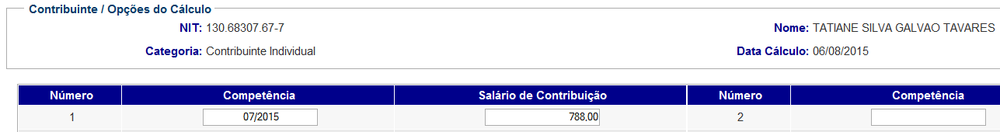 Contribuinte / Opções do Cálculo
NIT: 130.68307.67-7 Nome: TATIANE SILVA GALVAO TAVARES
Categoria: Contribuinte Individual Data Cálculo: 06/08/2015
Número Competência Salário de Contribuição Número Competência
1 07/2015 788,00 2